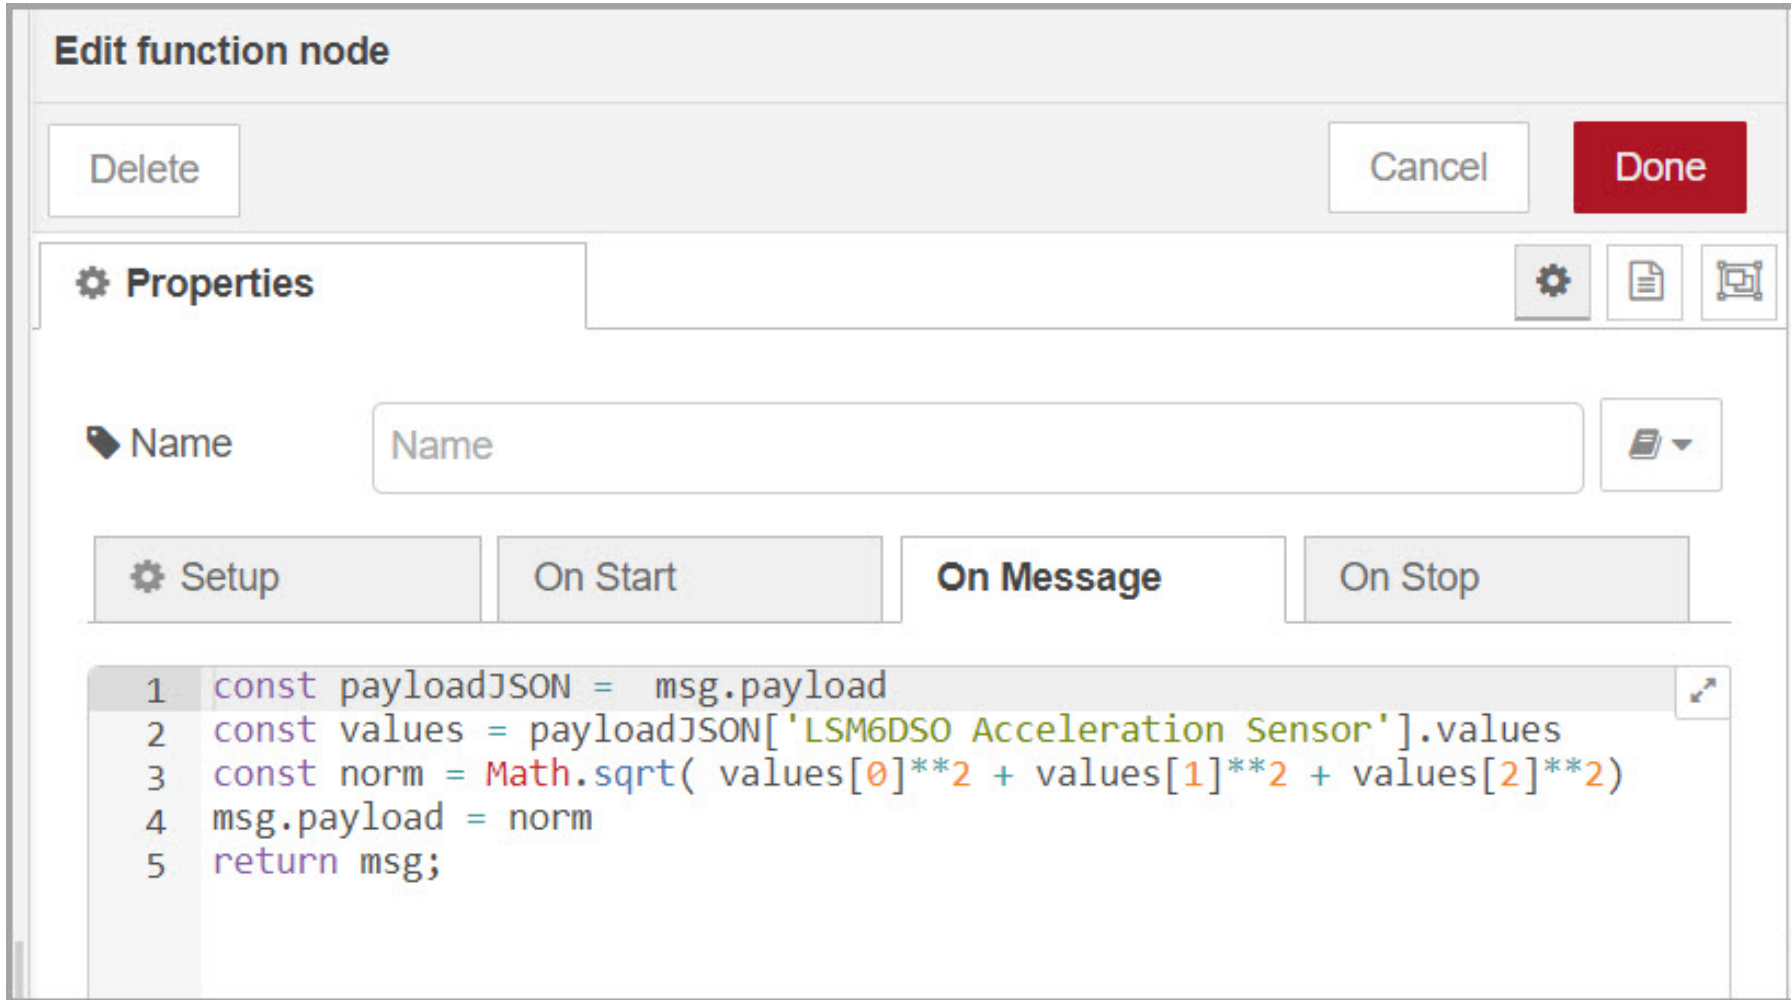 Edit function node
Delete
Cancel
Done
Properties
Name
Name
Setup
On Start
On Message
On Stop
1 const payloadJSON =  msg.payload
2 const values = payloadJSON['LSM6DSO Acceleration Sensor'].values
3 const norm = Math.sqrt( values[0]**2 + values[1]**2 + values[2]**2)
4 msg.payload = norm
5 return msg;